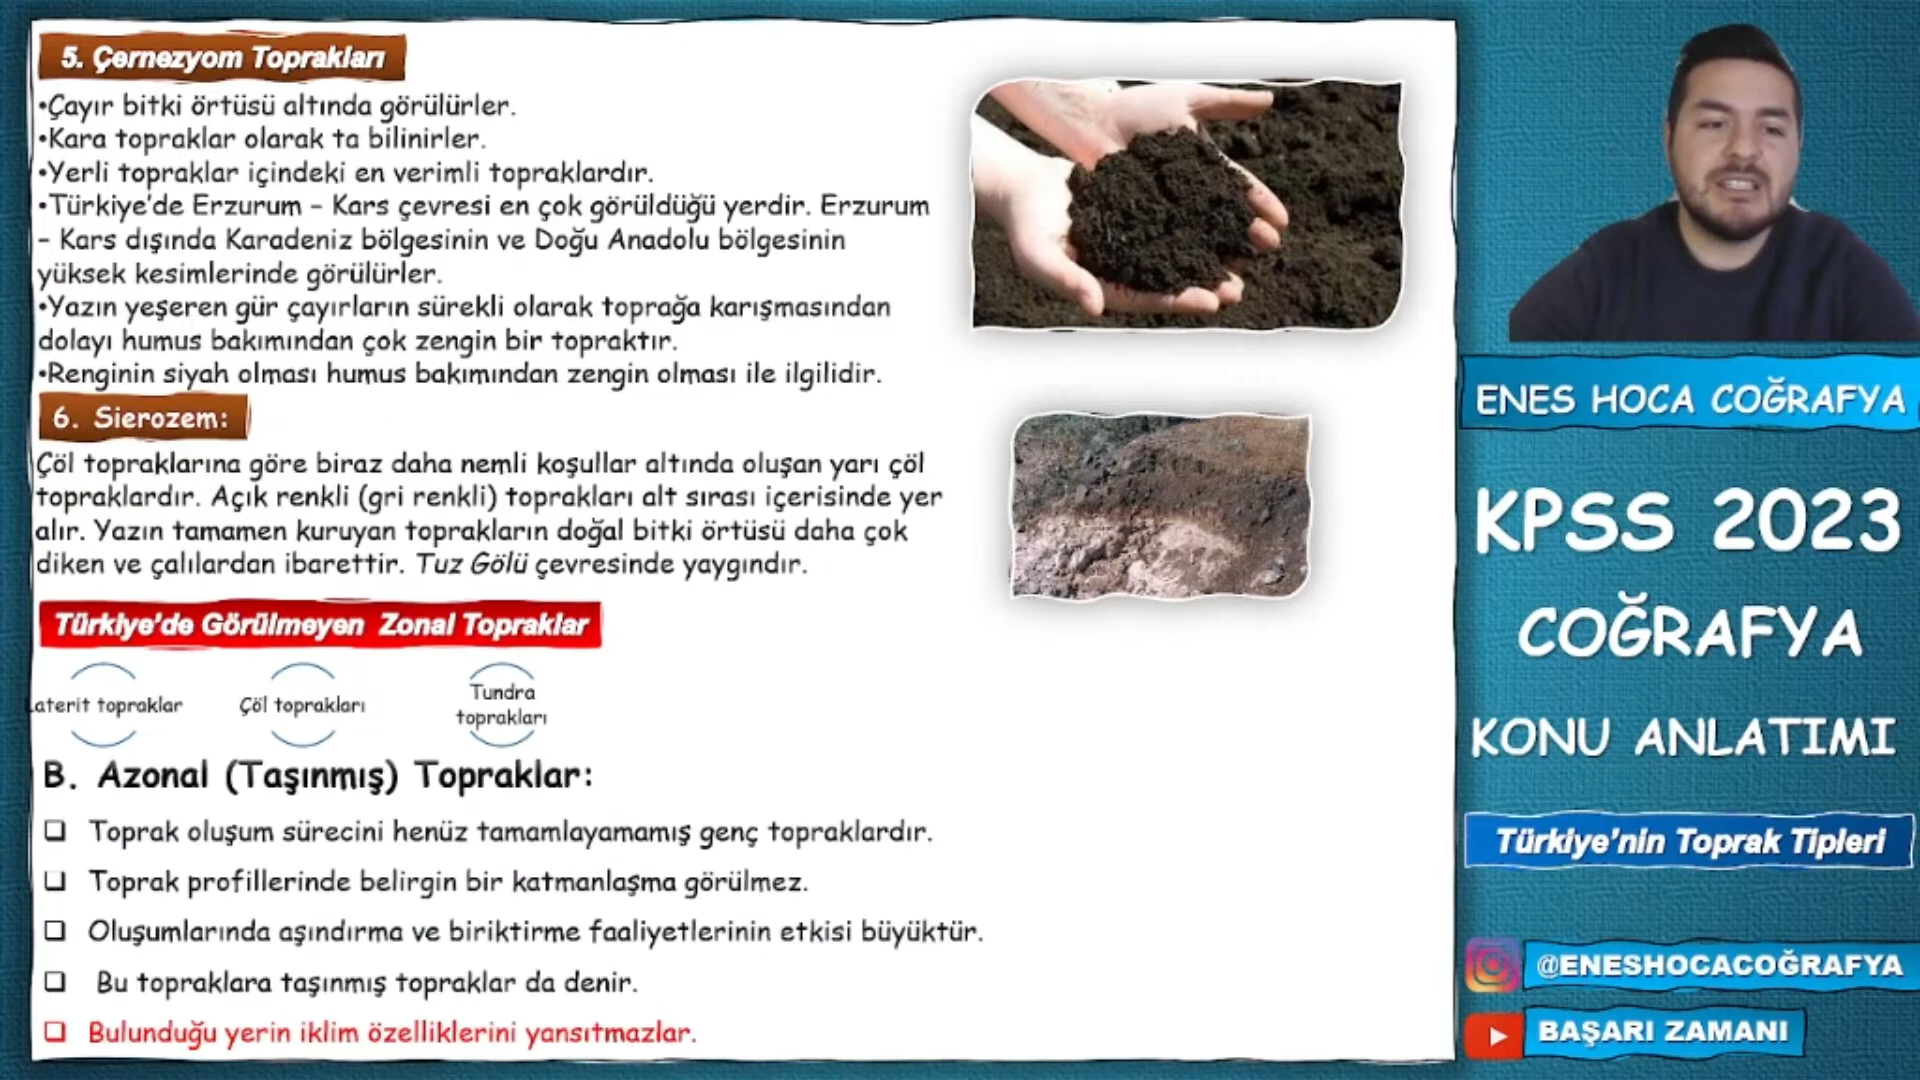 5. Çernezyom Toprakları
•Çayır bitki örtüsü altında görülürler.
•Kara topraklar olarak ta bilinirler.
•Yerli topraklar içindeki en verimli topraklardır.
•Türkiye’de Erzurum – Kars çevresi en çok görüldüğü yerdir. Erzurum
– Kars dışında Karadeniz bölgesinin ve Doğu Anadolu bölgesinin
yüksek kesimlerinde görülürler.
•Yazın yeşeren gür çayırların sürekli olarak toprağa karışmasından
dolayı humus bakımından çok zengin bir topraktır.
•Renginin siyah olması humus bakımından zengin olması ile ilgilidir.
6. Sierozem:
Çöl topraklarına göre biraz daha nemli koşullar altında oluşan yarı çöl
topraklardır. Açık renkli (gri renkli) toprakları alt sırası içerisinde yer
alır. Yazın tamamen kuruyan toprakların doğal bitki örtüsü daha çok
diken ve çalılardan ibarettir. Tuz Gölü çevresinde yaygındır.
Türkiye’de Görülmeyen Zonal Topraklar
Laterit topraklar
Çöl toprakları
Tundra
toprakları
B. Azonal (Taşınmış) Topraklar:
❑ Toprak oluşum sürecini henüz tamamlayamamış genç topraklardır.
❑ Toprak profillerinde belirgin bir katmanlaşma görülmez.
❑ Oluşumlarında aşındırma ve biriktirme faaliyetlerinin etkisi büyüktür.
❑ Bu topraklara taşınmış topraklar da denir.
❑ Bulunduğu yerin iklim özelliklerini yansıtmazlar.
ENES HOCA COĞRAFYA
KPSS 2023
COĞRAFYA
KONU ANLATIMI
Türkiye’nin Toprak Tipleri
@ENESHOCACOĞRAFYA
BAŞARI ZAMANI